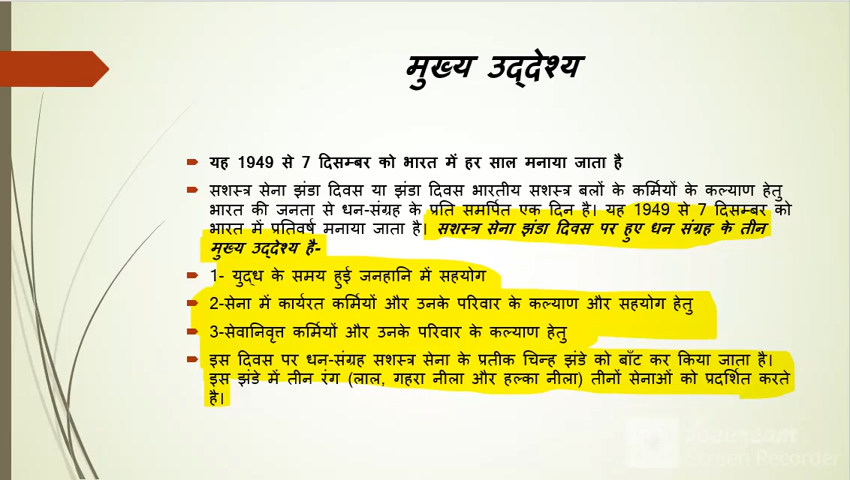 मुख्य उद्देश्य
यह 1949 से 7 दिसम्बर को भारत में हर साल मनाया जाता है
सशस्त्र सेना झंडा दिवस या झंडा दिवस भारतीय सशस्त्र बलों के कर्मियों के कल्याण हेतु
भारत की जनता से धन-संग्रह के प्रति समर्पित एक दिन है। यह 1949 से 7 दिसम्बर को
भारत में प्रतिवर्ष मनाया जाता है। सशस्त्र सेना झंडा दिवस पर हुए धन संग्रह के तीन
मुख्य उद्देश्य है-
1- युद्ध के समय हुई जनहानि में सहयोग
2-सेना में कार्यरत कर्मियों और उनके परिवार के कल्याण और सहयोग हेतु
3-सेवानिवृत्त कर्मियों और उनके परिवार के कल्याण हेतु
इस दिवस पर धन-संग्रह सशस्त्र सेना के प्रतीक चिन्ह झंडे को बाँट कर किया जाता है।
इस झंडे में तीन रंग (लाल, गहरा नीला और हल्का नीला) तीनों सेनाओं को प्रदर्शित करते
है।
Screen Recorder